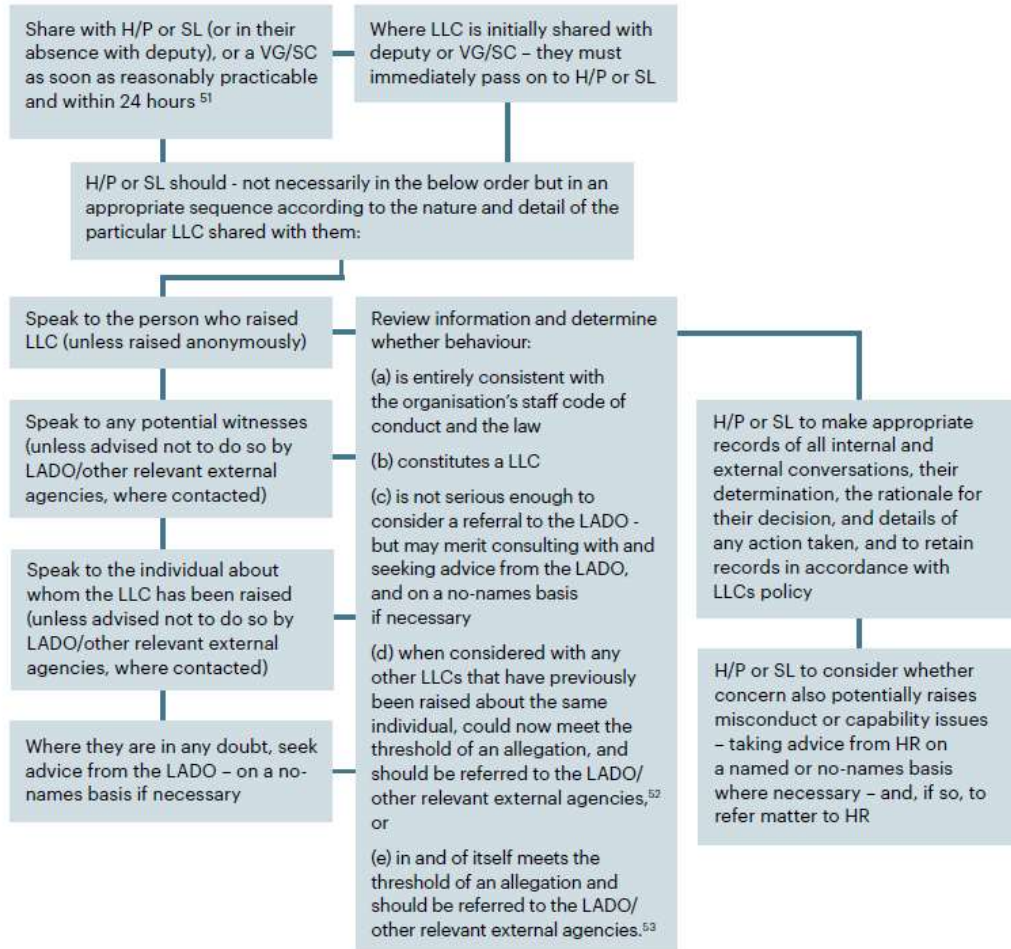 Share with H/P or SL (or in their
absence with deputy), or a VG/SC
as soon as reasonably practicable
and within 24 hours 51
Where LLC is initially shared with
deputy or VG/SC – they must
immediately pass on to H/P or SL
H/P or SL should - not necessarily in the below order but in an
appropriate sequence according to the nature and detail of the
particular LLC shared with them:
Speak to the person who raised
LLC (unless raised anonymously)
Speak to any potential witnesses
(unless advised not to do so by
LADO/other relevant external
agencies, where contacted)
Speak to the individual about
whom the LLC has been raised
(unless advised not to do so by
LADO/other relevant external
agencies, where contacted)
Where they are in any doubt, seek
advice from the LADO – on a no-
names basis if necessary
Review information and determine
whether behaviour:
(a) is entirely consistent with
the organisation's staff code of
conduct and the law
(b) constitutes a LLC
(c) is not serious enough to
consider a referral to the LADO -
but may merit consulting with and
seeking advice from the LADO,
and on a no-names basis
if necessary
(d) when considered with any
other LLCs that have previously
been raised about the same
individual, could now meet the
threshold of an allegation, and
should be referred to the LADO/
other relevant external agencies,52
or
(e) in and of itself meets the
threshold of an allegation and
should be referred to the LADO/
other relevant external agencies.53
H/P or SL to make appropriate
records of all internal and
external conversations, their
determination, the rationale for
their decision, and details of
any action taken, and to retain
records in accordance with
LLCs policy
H/P or SL to consider whether
concern also potentially raises
misconduct or capability issues
– taking advice from HR on
a named or no-names basis
where necessary – and, if so, to
refer matter to HR